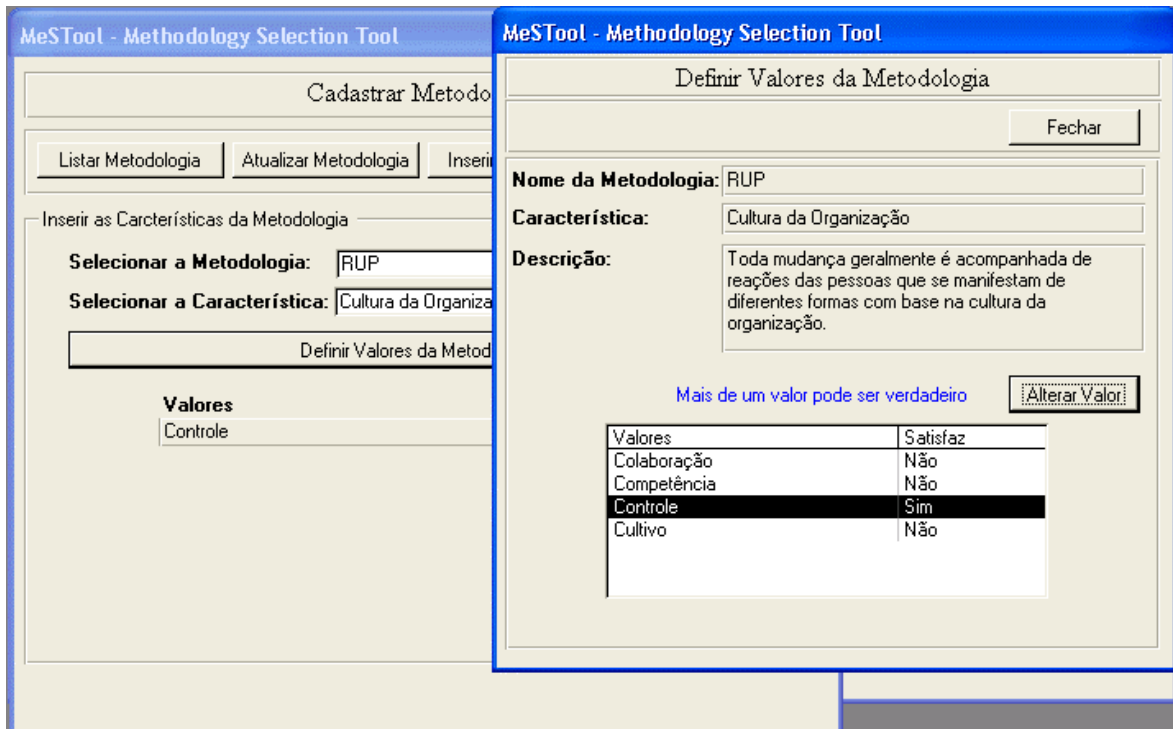 MeSTool - Methodology Selection Tool
Cadastrar Metodo
Listar Metodologia
Atualizar Metodologia
Inseri
Inserir as Carcterísticas da Metodologia
Selecionar a Metodologia: RUP
Selecionar a Característica: Cultura da Organiza
Definir Valores da Metod
Valores
Controle
MeSTool - Methodology Selection Tool
Definir Valores da Metodologia
Fechar
Nome da Metodologia: RUP
Característica: Cultura da Organização
Descrição: Toda mudança geralmente é acompanhada de
reações das pessoas que se manifestam de
diferentes formas com base na cultura da
organização.
Mais de um valor pode ser verdadeiro
Alterar Valor
Valores Satisfaz
Colaboração Não
Competência Não
Controle Sim
Cultivo Não